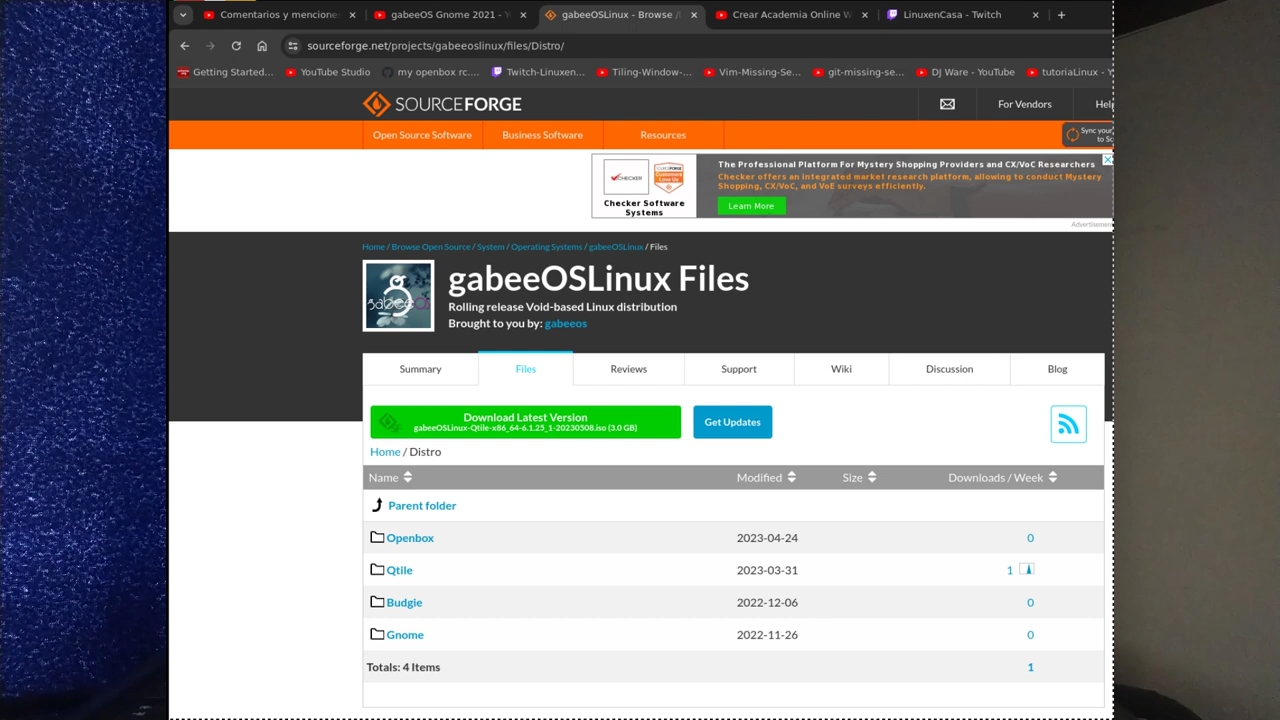 Comentarios y mencione
gabeeOS Gnome 2021 - Y
gabeeOSLinux - Browse /
Crear Academia Online W
LinuxenCasa - Twitch
sourceforge.net/projects/gabeeoslinux/files/Distro/
Getting Started...
YouTube Studio
my openbox rc....
Twitch-Linuxen...
Tiling-Window-...
Vim-Missing-Se...
git-missing-se...
DJ Ware - YouTube
tutoriaLinux - Y
SOURCEFORGE
For Vendors
Help
Open Source Software
Business Software
Resources
Sync your
to So
CHECKER
Checker Software
Systems
The Professional Platform For Mystery Shopping Providers and CX/VoC Researchers
Checker offers an integrated market research platform, allowing to conduct Mystery
Shopping, CX/VoC, and VoE surveys efficiently.
Learn More
Advertisement
Home / Browse Open Source / System / Operating Systems / gabeeOSLinux / Files
gabeeOSLinux Files
Rolling release Void-based Linux distribution
Brought to you by: gabeeos
Summary
Files
Reviews
Support
Wiki
Discussion
Blog
Download Latest Version
gabeeOSLinux-Qtile-x86_64-6.1.25_1-20230508.iso (3.0 GB)
Get Updates
Home / Distro
Name Modified Size Downloads / Week
Parent folder
Openbox 2023-04-24 0
Qtile 2023-03-31 1
Budgie 2022-12-06 0
Gnome 2022-11-26 0
Totals: 4 Items 1